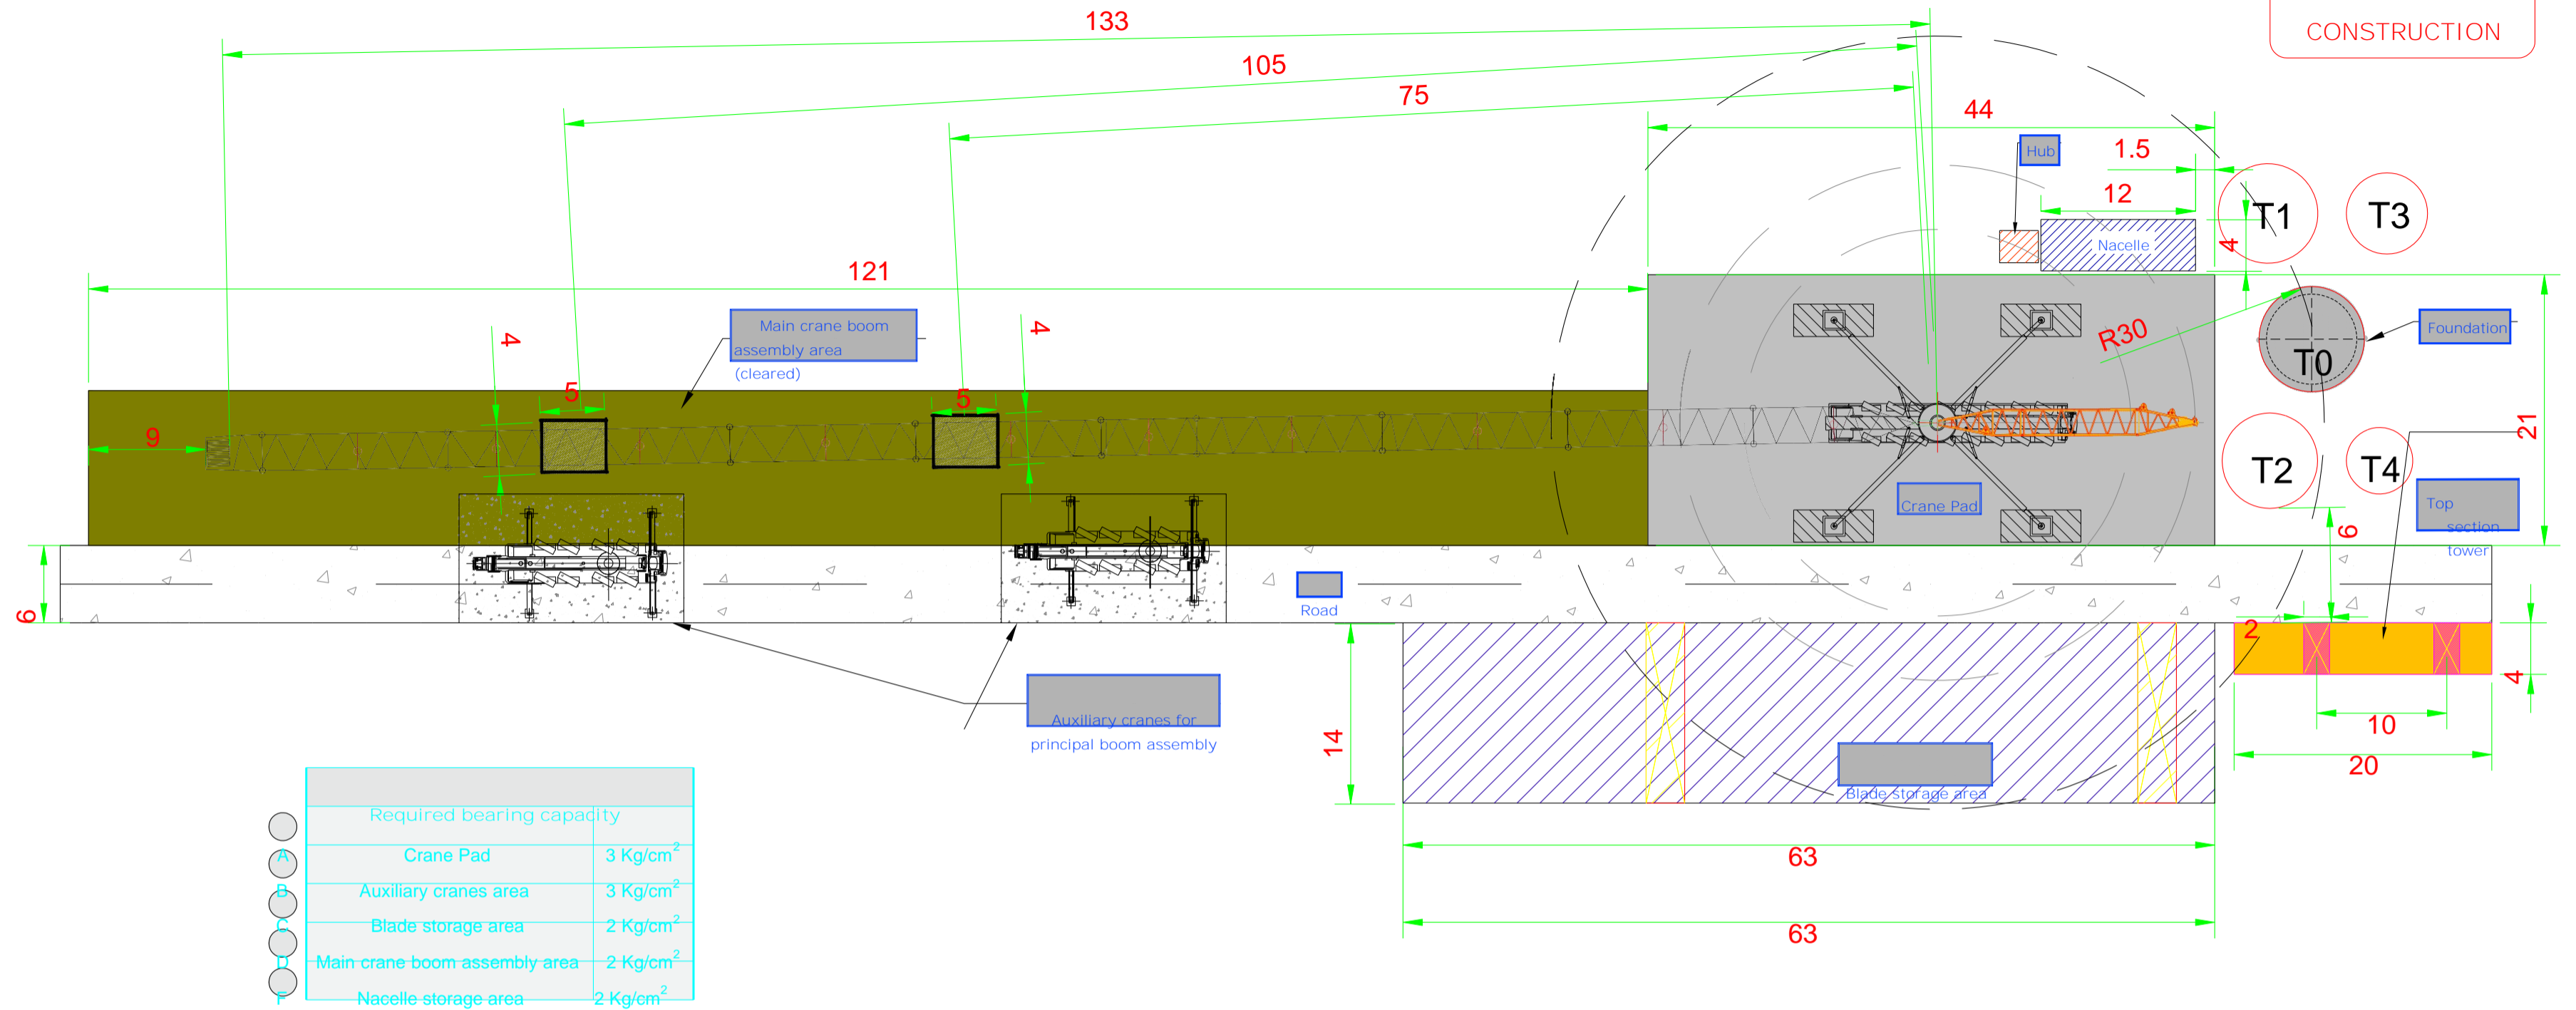 133
CONSTRUCTION
105
75
44
1.5
Hub
12
T1
T3
4
Nacelle
121
4
4
Main crane boom
assembly area
(cleared)
R30
Foundation
T0
5
5
9
21
T2
T4
Crane Pad
Top
section
tower
6
6
Road
2
4
Auxiliary cranes for
principal boom assembly
14
10
20
Blade storage area
63
63
Required bearing capacity
A Crane Pad 3 Kg/cm2
B Auxiliary cranes area 3 Kg/cm2
C Blade storage area 2 Kg/cm2
D Main crane boom assembly area 2 Kg/cm2
F Nacelle storage area 2 Kg/cm2